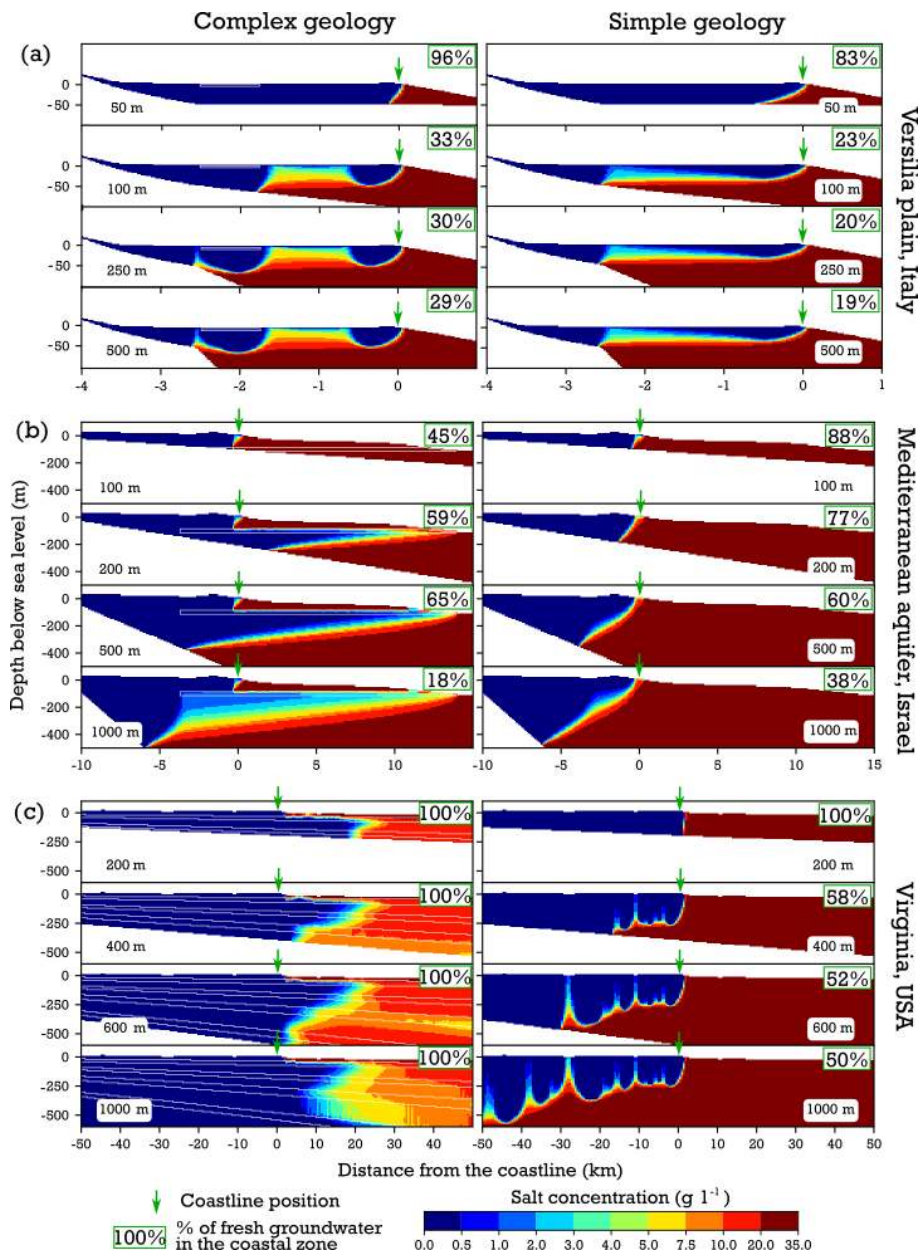 Complex geology Simple geology
(a)
96% 83%
0
-50
50 m 50 m
33% 23%
0
-50
100 m 100 m
30% 20%
0
-50
250 m 250 m
29% 19%
0
-50
500 m 500 m
-4 -3 -2 -1 0 -4 -3 -2 -1 0 1
Versilia plain, Italy
(b)
45% 88%
0
-200
-400
100 m 100 m
59% 77%
0
-200
-400
200 m 200 m
65% 60%
0
-200
-400
500 m 500 m
18% 38%
0
-200
-400
1000 m 1000 m
-10 -5 0 5 10 -10 -5 0 5 10 15
Mediterranean aquifer, Israel
Depth below sea level (m)
(c)
100% 100%
0
-250
-500
200 m 200 m
100% 58%
0
-250
-500
400 m 400 m
100% 52%
0
-250
-500
600 m 600 m
100% 50%
0
-250
-500
1000 m 1000 m
-50 -40 -30 -20 -10 0 10 20 30 40 -50 -40 -30 -20 -10 0 10 20 30 40 50
Virginia, USA
Distance from the coastline (km)
Coastline position
100% % of fresh groundwater
in the coastal zone
Salt concentration (g l⁻¹)
0.0 0.5 1.0 2.0 3.0 4.0 5.0 7.5 10.0 20.0 35.0